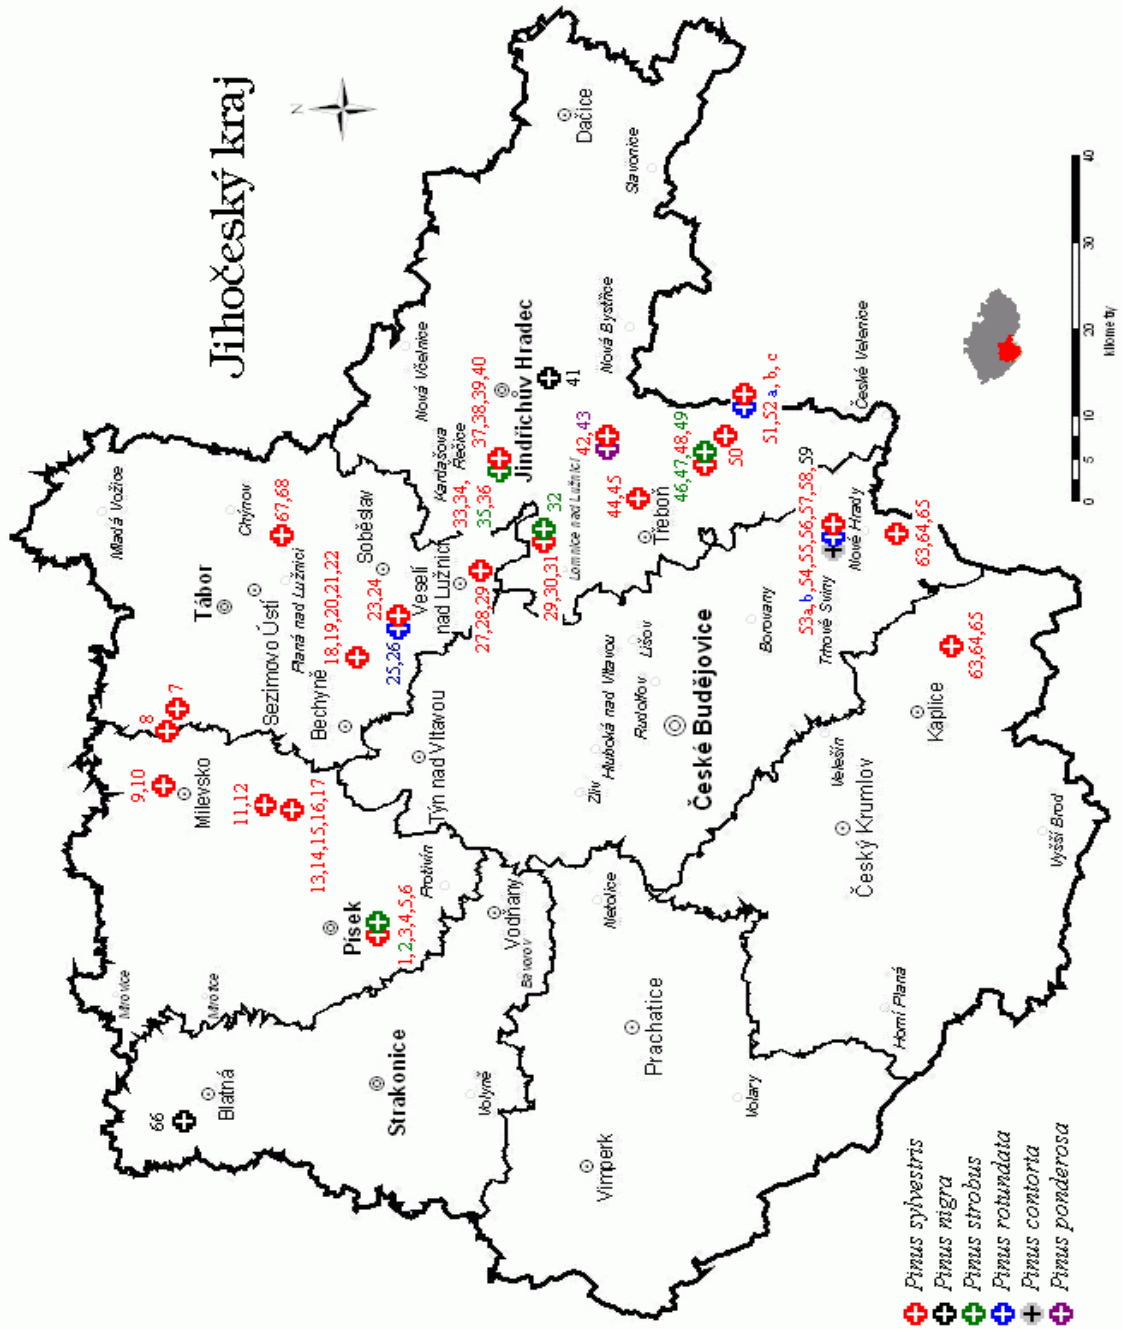 Jihočeský kraj
N
Mladá Vožice
Chýnov
67,68
Tábor
Sezimovo Ústí
Planá nad Lužnicí
18,19,20,21,22
Bechyně
Soběslav
23,24
25,26
Veselí
nad Lužnicí
27,28,29
8
7
9,10
Milevsko
11,12
13,14,15,16,17
Písek
1,2,3,4,5,6
Protivín
Týn nad Vltavou
Mirovice
Mirotice
66
Blatná
Strakonice
Volyně
Vodňany
Bavorov
Netolice
Prachatice
Vimperk
Volary
Horní Planá
Nová Včelnice
Kardašova
Řečice
33,34,
35,36
37,38,39,40
Jindřichův Hradec
41
32
29,30,31
Lomnice nad Lužnicí
42,43
44,45
Třeboň
46,47,48,49
50
51,52 a, b, c
Nová Bystřice
Dačice
Slavonice
České Velenice
Zliv
Hluboká nad Vltavou
Rudolfov
Lišov
České Budějovice
Borovany
53a,b,54,55,56,57,58,59
Trhové Sviny
Nové Hrady
63,64,65
63,64,65
Kaplice
Velešín
Český Krumlov
Vyšší Brod
0 5 10 20 30 40
kilometry
Pinus sylvestris
Pinus nigra
Pinus strobus
Pinus rotundata
Pinus contorta
Pinus ponderosa